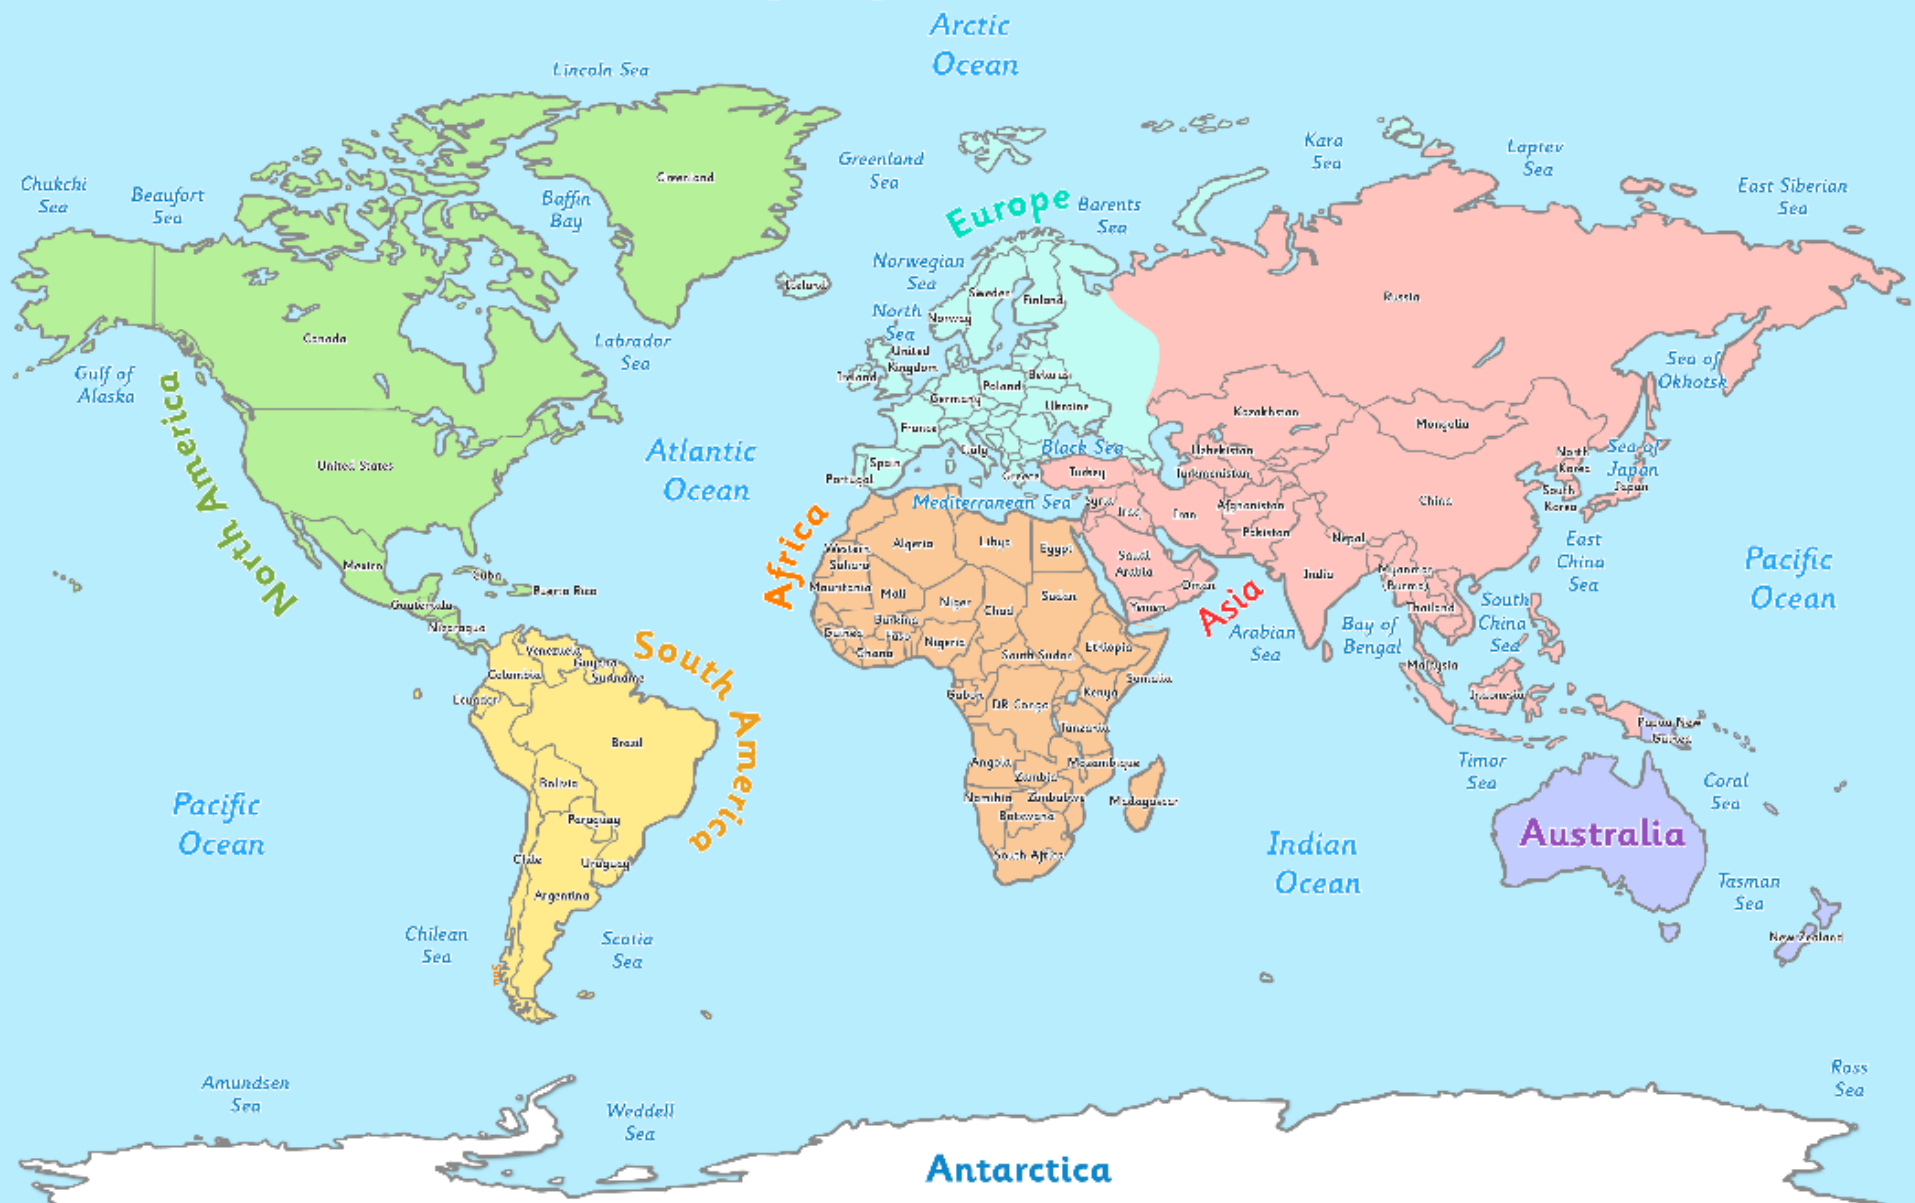 Arctic
Ocean
Lincoln Sea
Greenland
Sea
Kara
Sea
Laptev
Sea
East Siberian
Sea
Chukchi
Sea
Beaufort
Sea
Baffin
Bay
Greenland
Europe
Barents
Sea
Norwegian
Sea
Iceland
Sweden
Finland
Norway
Russia
North
Sea
Canada
Labrador
Sea
Gulf of
Alaska
United
Kingdom
Ireland
Belarus
Poland
Germany
Ukraine
France
Sea of
Okhotsk
Kazakhstan
Mongolia
North America
United States
Atlantic
Ocean
Italy
Black Sea
Spain
Portugal
Greece
Turkey
Uzbekistan
Turkmenistan
North
Korea
Sea of
Japan
Japan
South
Korea
China
Mediterranean Sea
Syria
Iraq
Iran
Afghanistan
Pakistan
Nepal
East
China
Sea
Pacific
Ocean
Africa
Algeria
Libya
Egypt
Western
Sahara
Saudi
Arabia
Oman
Yemen
Asia
India
Myanmar
(Burma)
Thailand
Mexico
Cuba
Puerto Rico
Guatemala
Nicaragua
Mauritania
Mali
Niger
Chad
Sudan
Burkina
Faso
Guinea
Ghana
Nigeria
South Sudan
Ethiopia
Somalia
Arabian
Sea
Bay of
Bengal
South
China
Sea
Malaysia
Indonesia
South America
Venezuela
Guyana
Suriname
Columbia
Ecuador
Brazil
Gabon
DR Congo
Kenya
Tanzania
Papua New
Guinea
Bolivia
Angola
Zambia
Mozambique
Namibia
Zimbabwe
Botswana
Madagascar
South Africa
Timor
Sea
Coral
Sea
Pacific
Ocean
Paraguay
Chile
Uruguay
Argentina
Indian
Ocean
Australia
Tasman
Sea
New Zealand
Chilean
Sea
Scotia
Sea
Amundsen
Sea
Weddell
Sea
Ross
Sea
Antarctica